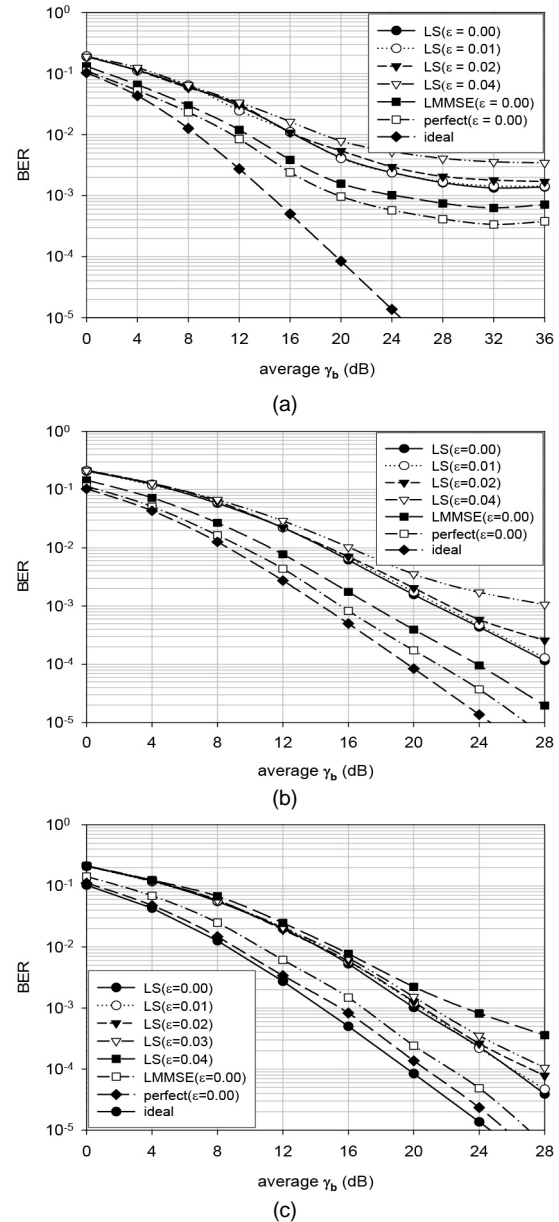 (a)
10^0
10^-1
10^-2
10^-3
10^-4
10^-5
BER
0 4 8 12 16 20 24 28 32 36
average γb (dB)
LS(ε = 0.00)
LS(ε = 0.01)
LS(ε = 0.02)
LS(ε = 0.04)
LMMSE(ε = 0.00)
perfect(ε = 0.00)
ideal
(a)
10^0
10^-1
10^-2
10^-3
10^-4
10^-5
BER
0 4 8 12 16 20 24 28
average γb (dB)
LS(ε=0.00)
LS(ε=0.01)
LS(ε=0.02)
LS(ε=0.04)
LMMSE(ε=0.00)
perfect(ε=0.00)
ideal
(b)
10^0
10^-1
10^-2
10^-3
10^-4
10^-5
BER
0 4 8 12 16 20 24 28
average γb (dB)
LS(ε=0.00)
LS(ε=0.01)
LS(ε=0.02)
LS(ε=0.03)
LS(ε=0.04)
LMMSE(ε=0.00)
perfect(ε=0.00)
ideal
(c)